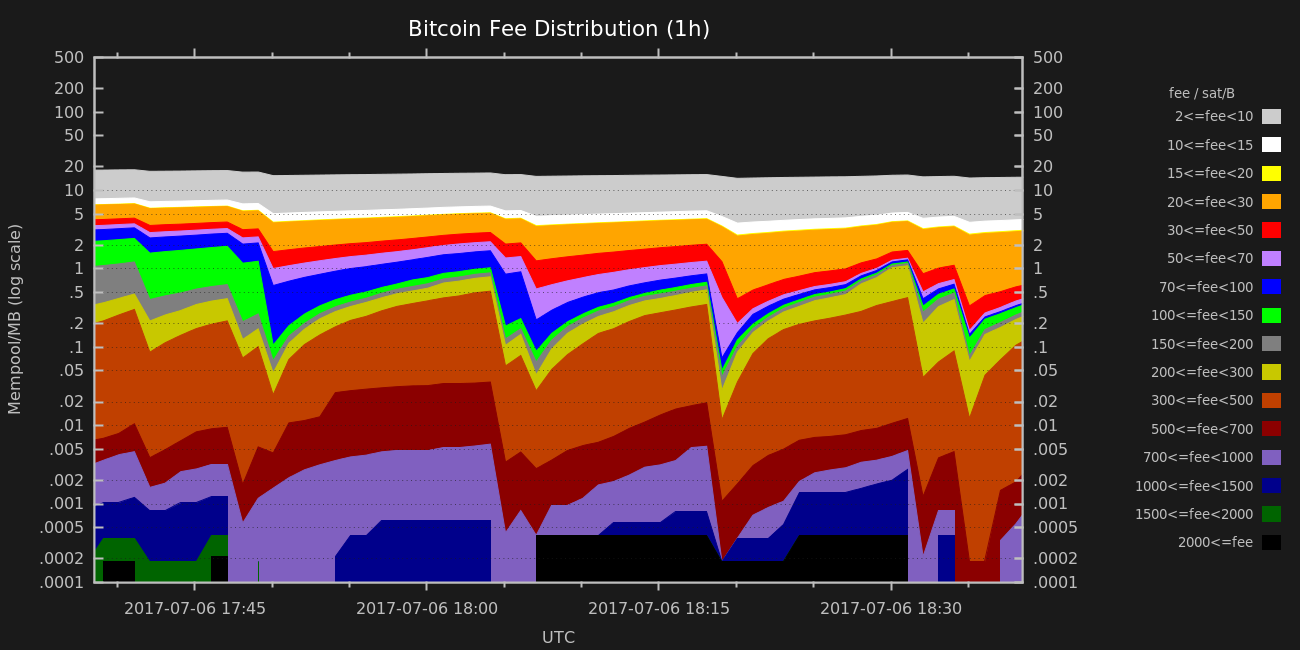 Bitcoin Fee Distribution (1h)
Mempool/MB (log scale)
500
200
100
50
20
10
5
2
1
.5
.2
.1
.05
.02
.01
.005
.002
.001
.0005
.0002
.0001
500
200
100
50
20
10
5
2
1
.5
.2
.1
.05
.02
.01
.005
.002
.001
.0005
.0002
.0001
2017-07-06 17:45
2017-07-06 18:00
2017-07-06 18:15
2017-07-06 18:30
UTC
fee / sat/B
2<=fee<10
10<=fee<15
15<=fee<20
20<=fee<30
30<=fee<50
50<=fee<70
70<=fee<100
100<=fee<150
150<=fee<200
200<=fee<300
300<=fee<500
500<=fee<700
700<=fee<1000
1000<=fee<1500
1500<=fee<2000
2000<=fee